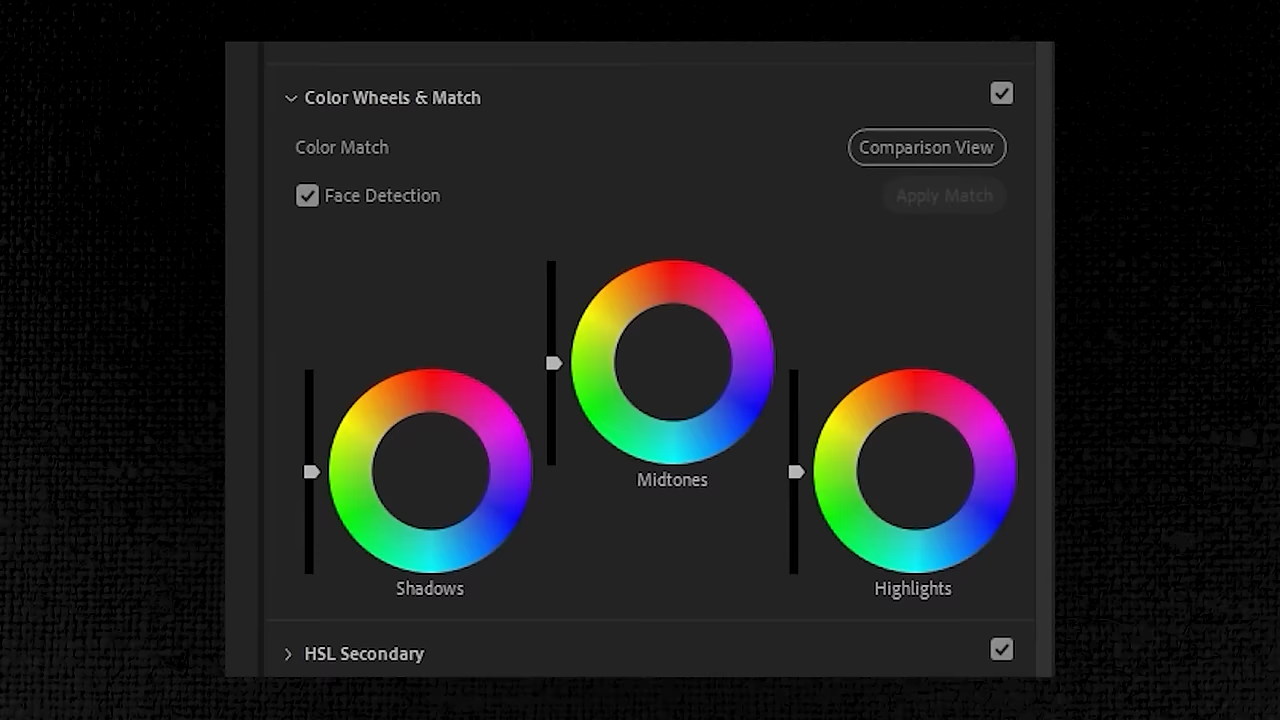 Color Wheels & Match
Color Match
Comparison View
Face Detection
Apply Match
Midtones
Shadows
Highlights
HSL Secondary